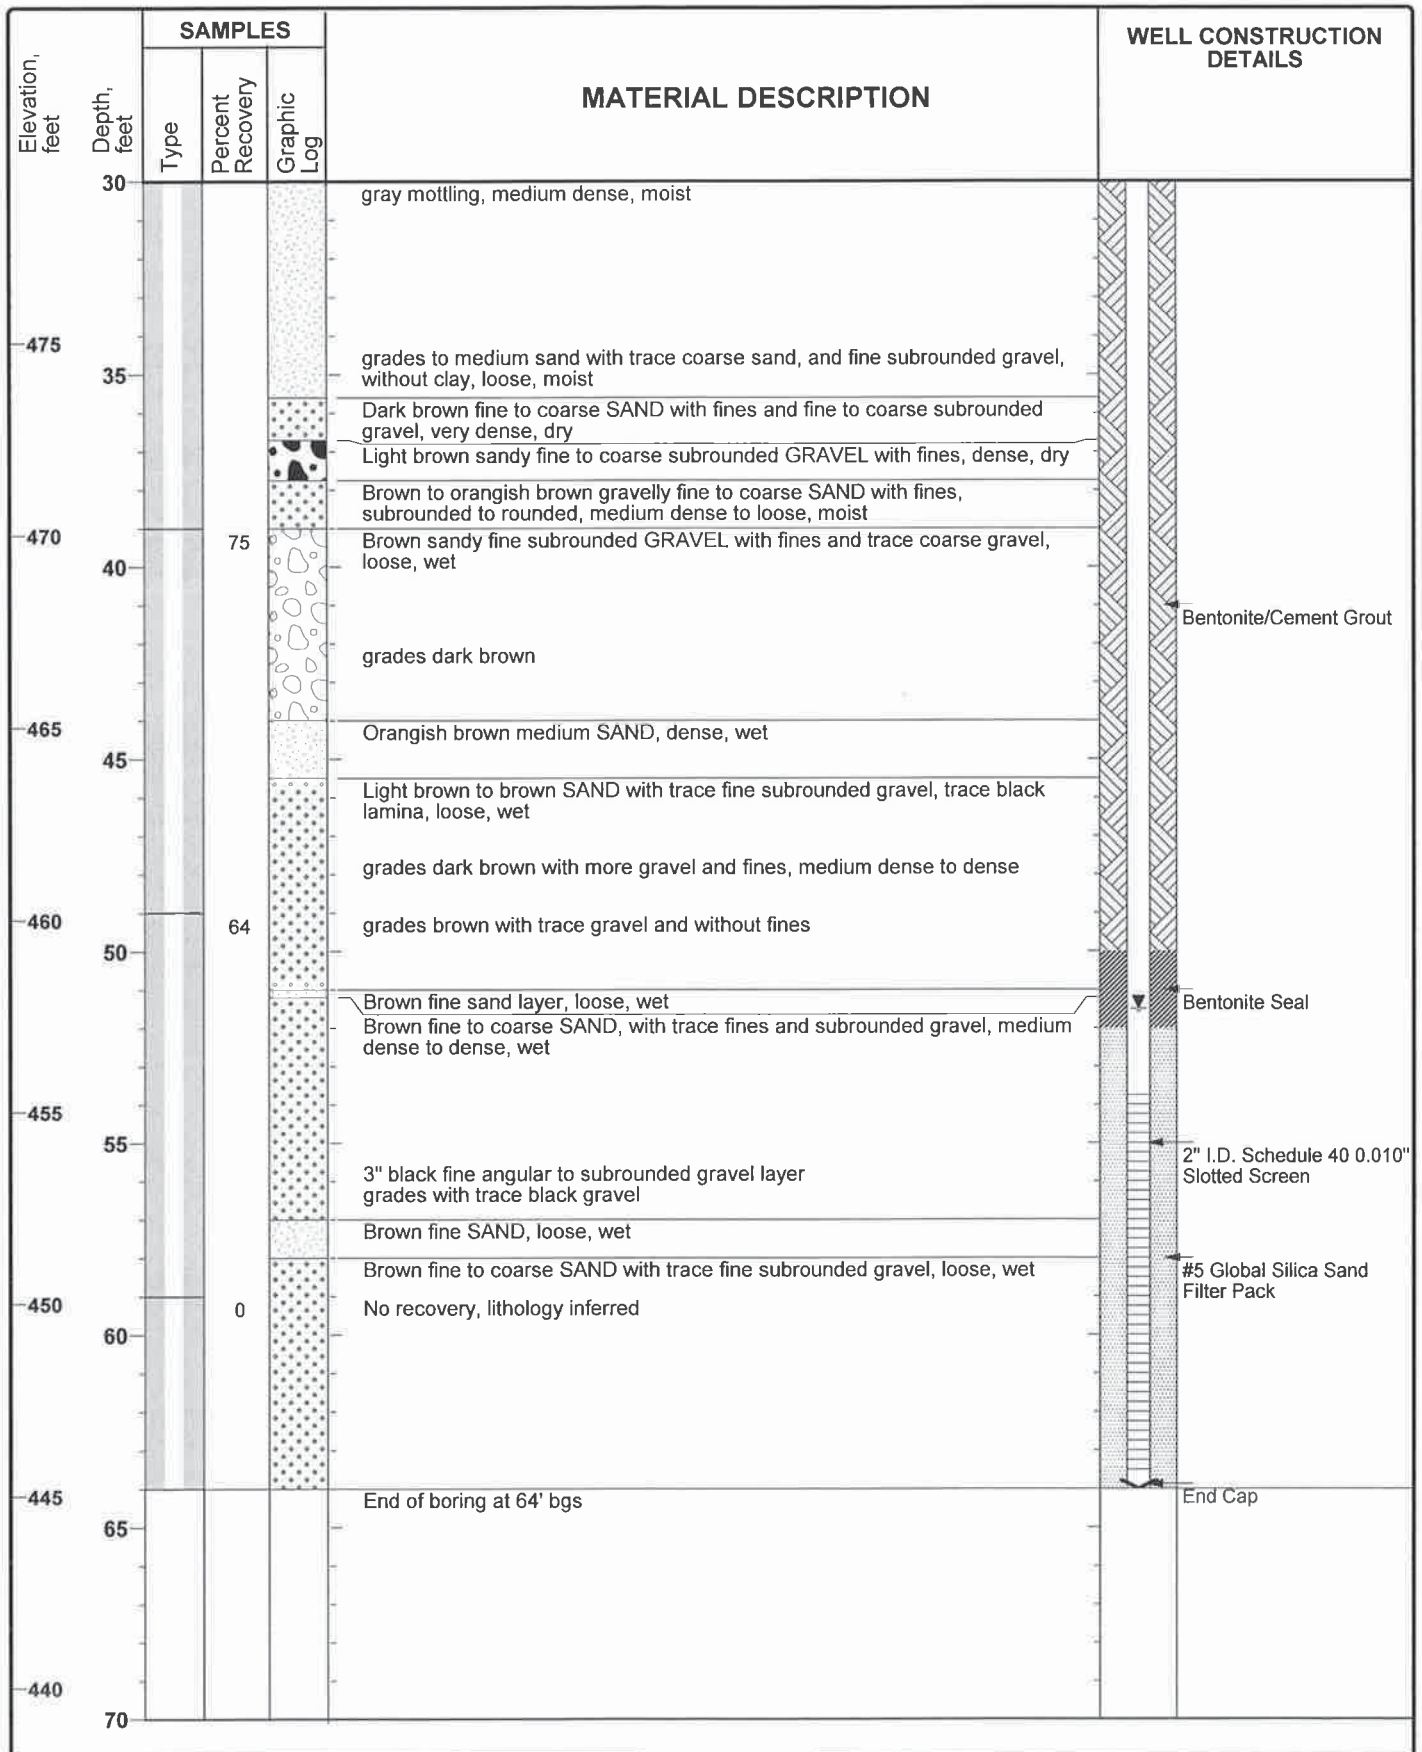 SAMPLES
WELL CONSTRUCTION
DETAILS
MATERIAL DESCRIPTION
Elevation,
feet
Depth,
feet
Type
Percent
Recovery
Graphic
Log
30
gray mottling, medium dense, moist
475
grades to medium sand with trace coarse sand, and fine subrounded gravel,
without clay, loose, moist
35
Dark brown fine to coarse SAND with fines and fine to coarse subrounded
gravel, very dense, dry
Light brown sandy fine to coarse subrounded GRAVEL with fines, dense, dry
Brown to orangish brown gravelly fine to coarse SAND with fines,
subrounded to rounded, medium dense to loose, moist
470
75
Brown sandy fine subrounded GRAVEL with fines and trace coarse gravel,
loose, wet
40
Bentonite/Cement Grout
grades dark brown
465
Orangish brown medium SAND, dense, wet
45
Light brown to brown SAND with trace fine subrounded gravel, trace black
lamina, loose, wet
grades dark brown with more gravel and fines, medium dense to dense
460
64
grades brown with trace gravel and without fines
50
Brown fine sand layer, loose, wet
Bentonite Seal
Brown fine to coarse SAND, with trace fines and subrounded gravel, medium
dense to dense, wet
455
55
2" I.D. Schedule 40 0.010"
Slotted Screen
3" black fine angular to subrounded gravel layer
grades with trace black gravel
Brown fine SAND, loose, wet
Brown fine to coarse SAND with trace fine subrounded gravel, loose, wet
#5 Global Silica Sand
Filter Pack
450
0
No recovery, lithology inferred
60
445
End of boring at 64' bgs
End Cap
65
440
70